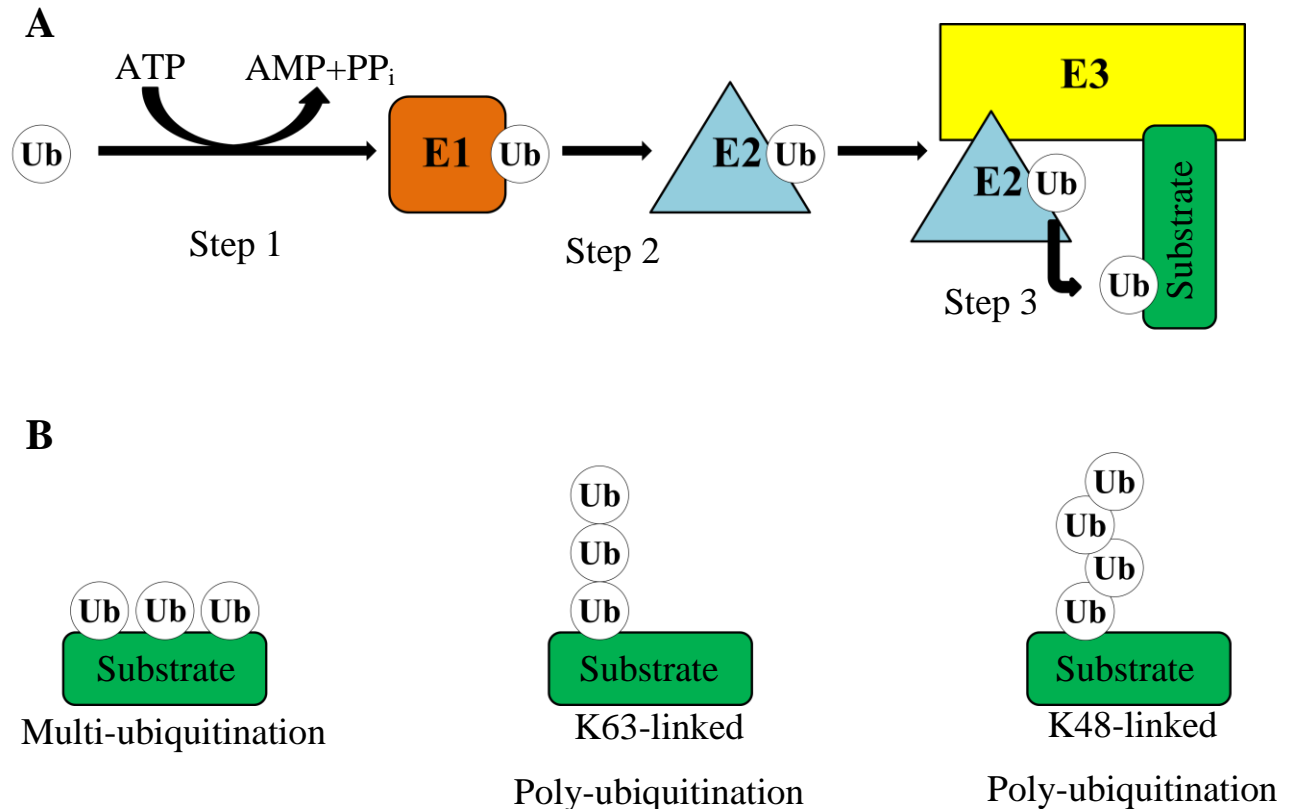 A
ATP AMP+PPi
Ub E1 Ub E2 Ub E3
E2 Ub
Substrate
Ub
Step 1 Step 2 Step 3
B
Ub Ub Ub
Substrate
Multi-ubiquitination
Ub
Ub
Ub
Substrate
K63-linked
Poly-ubiquitination
Ub
Ub
Ub
Ub
Substrate
K48-linked
Poly-ubiquitination